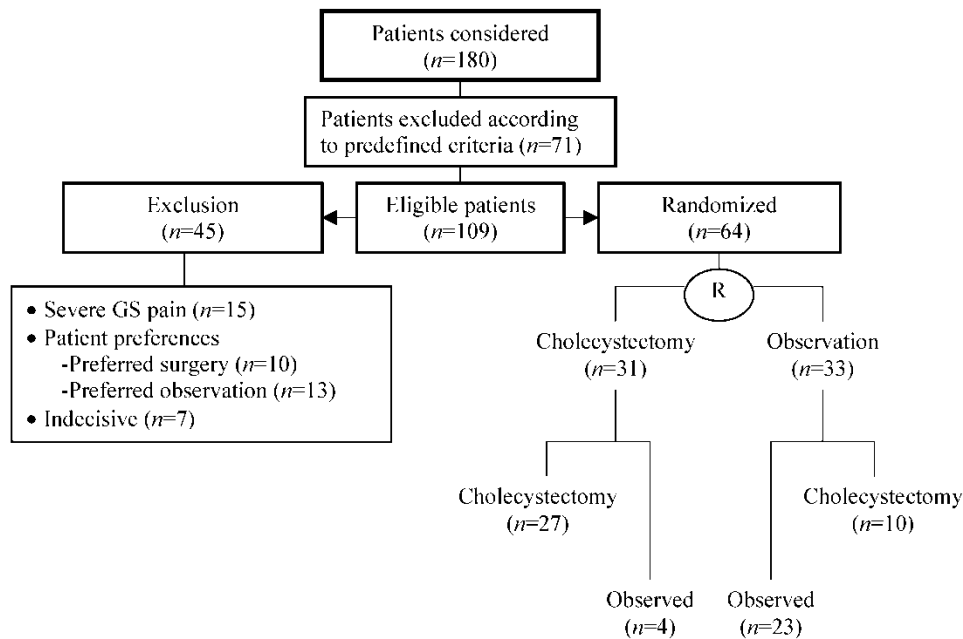 Patients considered
(n=180)
Patients excluded according
to predefined criteria (n=71)
Exclusion
(n=45)
Eligible patients
(n=109)
Randomized
(n=64)
• Severe GS pain (n=15)
• Patient preferences
-Preferred surgery (n=10)
-Preferred observation (n=13)
• Indecisive (n=7)
R
Cholecystectomy
(n=31)
Observation
(n=33)
Cholecystectomy
(n=27)
Cholecystectomy
(n=10)
Observed
(n=4)
Observed
(n=23)